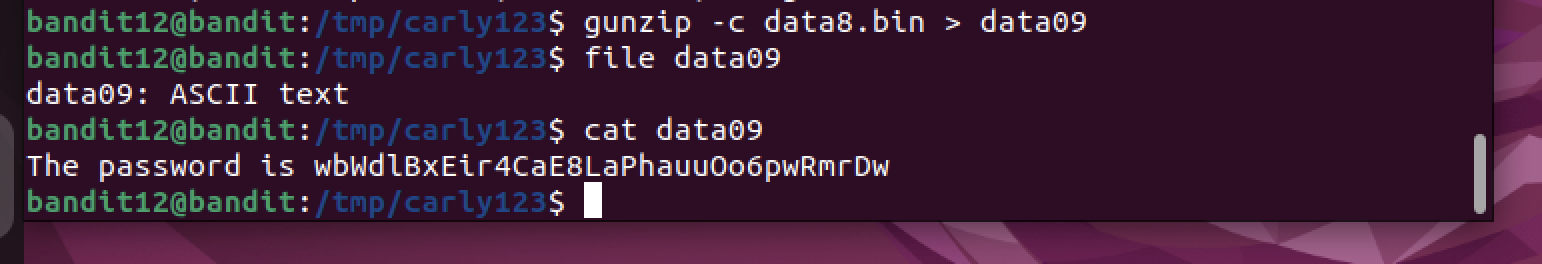 bandit12@bandit:/tmp/carly123$ gunzip -c data8.bin > data09
bandit12@bandit:/tmp/carly123$ file data09
data09: ASCII text
bandit12@bandit:/tmp/carly123$ cat data09
The password is wbWdlBxEir4CaE8LaPhauuOo6pwRmrDw
bandit12@bandit:/tmp/carly123$